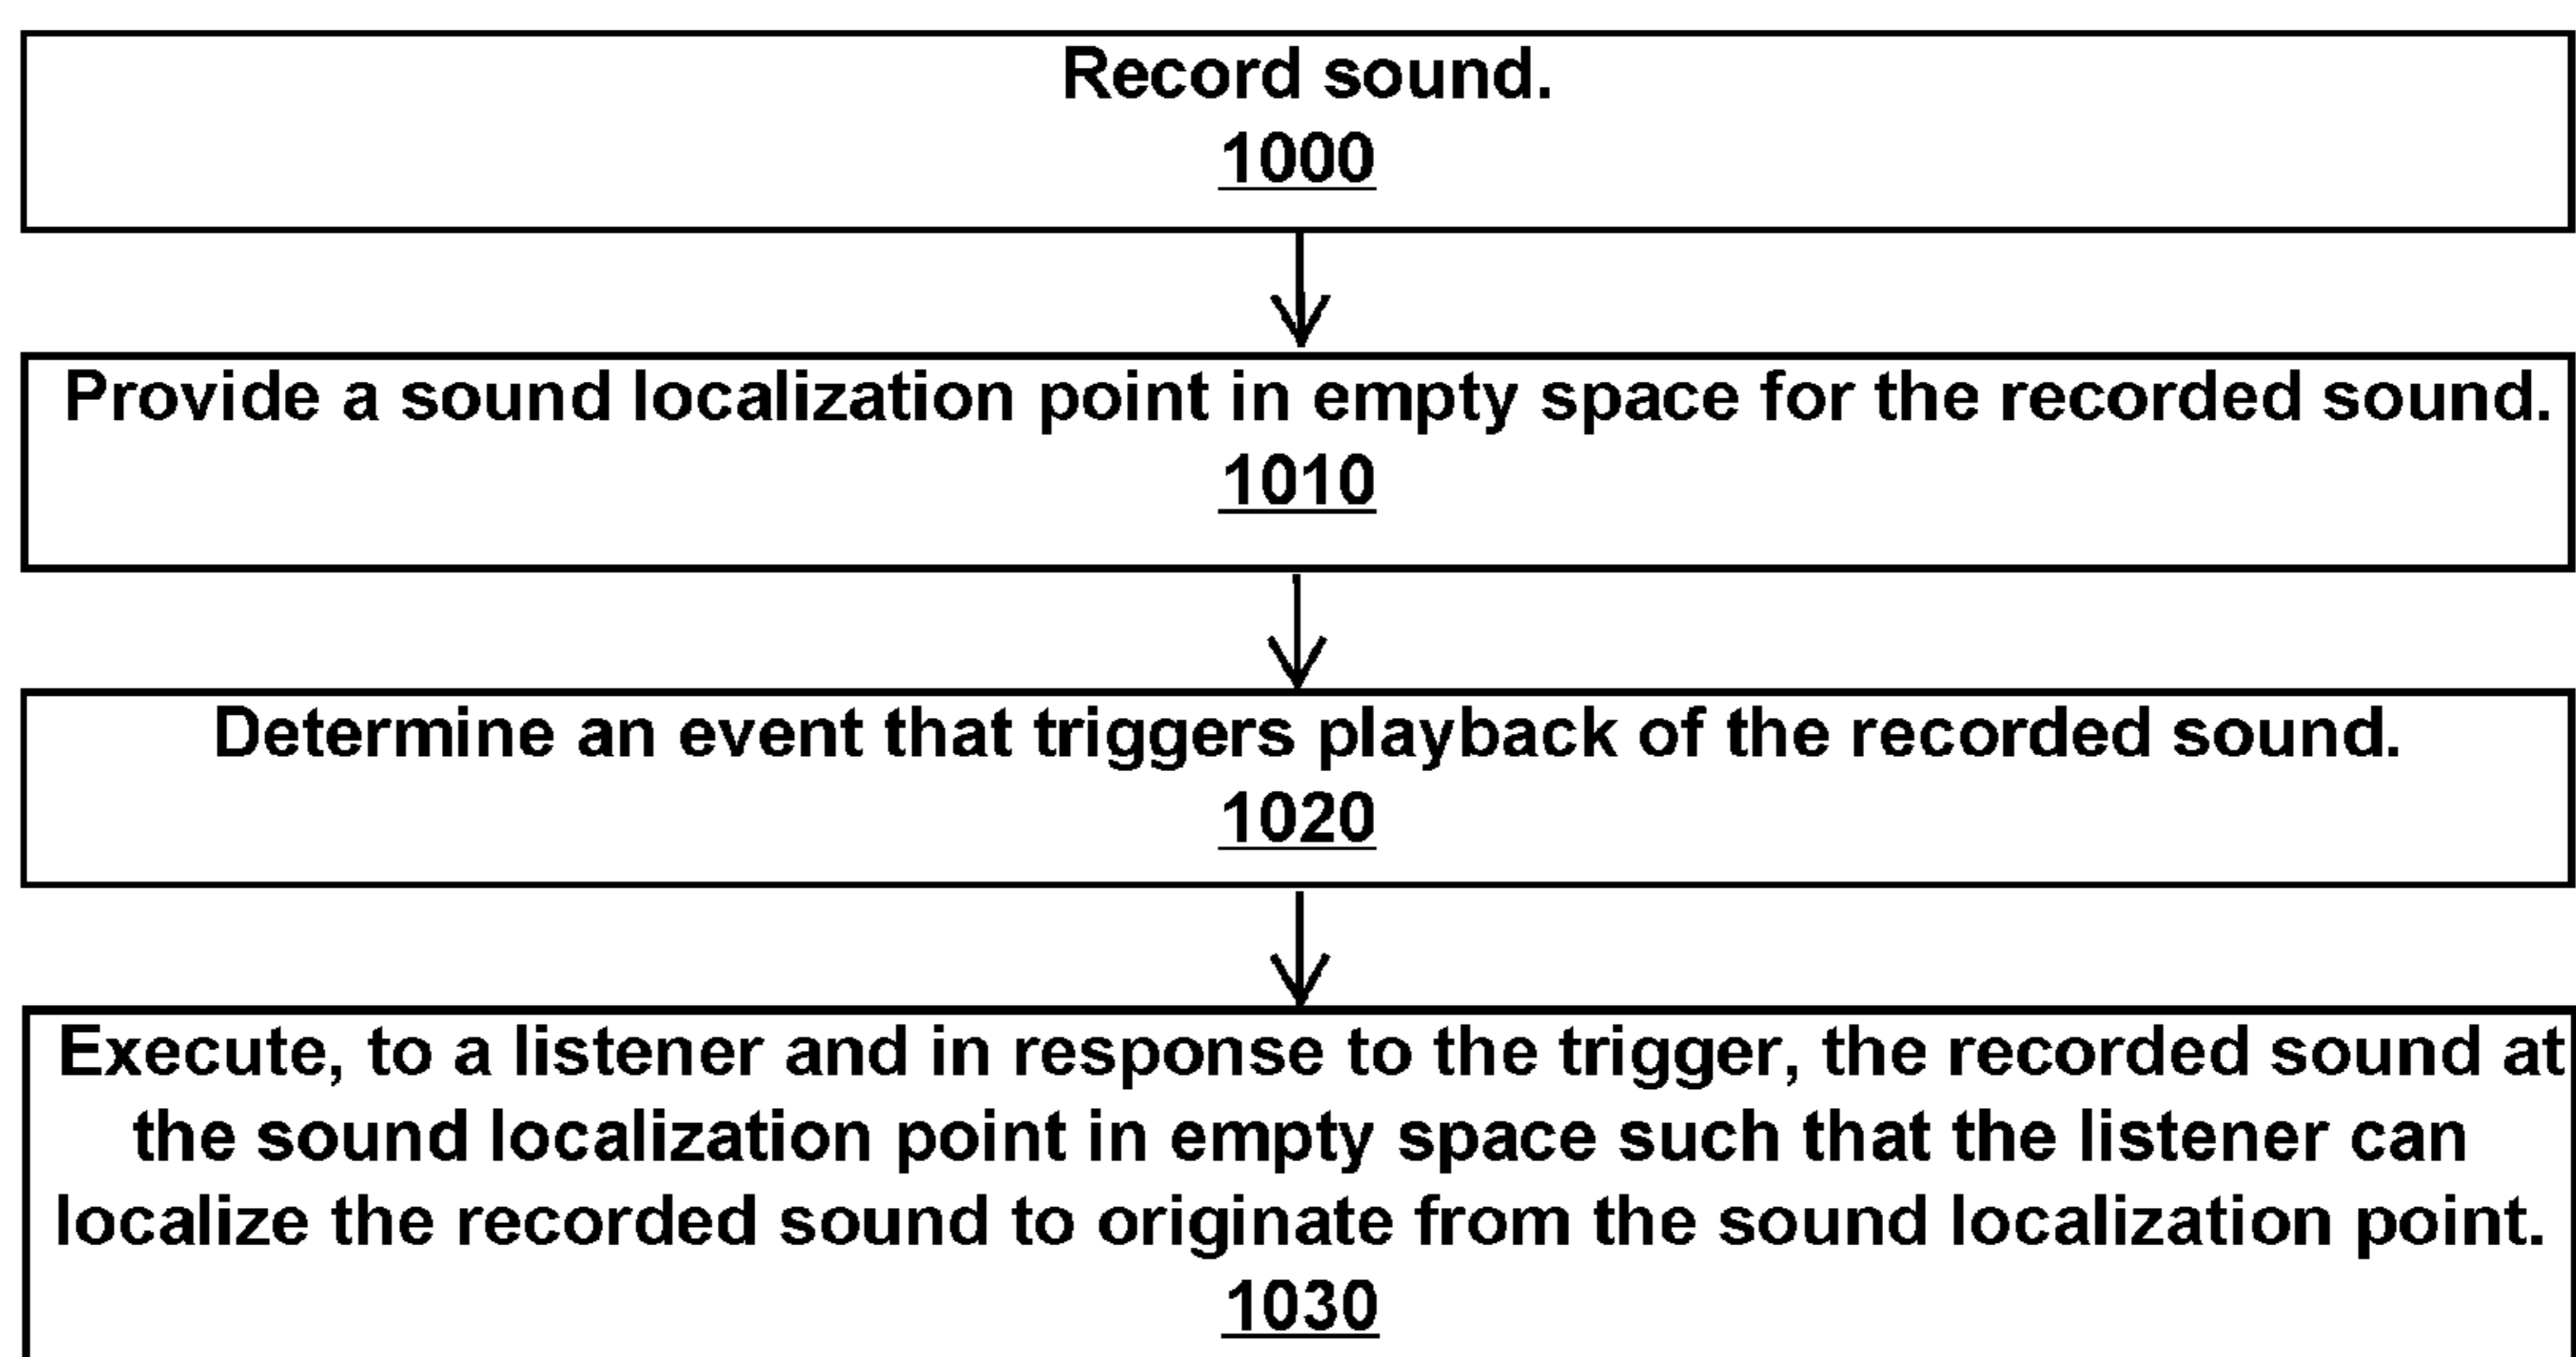 Record sound.
1000
Provide a sound localization point in empty space for the recorded sound.
1010
Determine an event that triggers playback of the recorded sound.
1020
Execute, to a listener and in response to the trigger, the recorded sound at
the sound localization point in empty space such that the listener can
localize the recorded sound to originate from the sound localization point.
1030